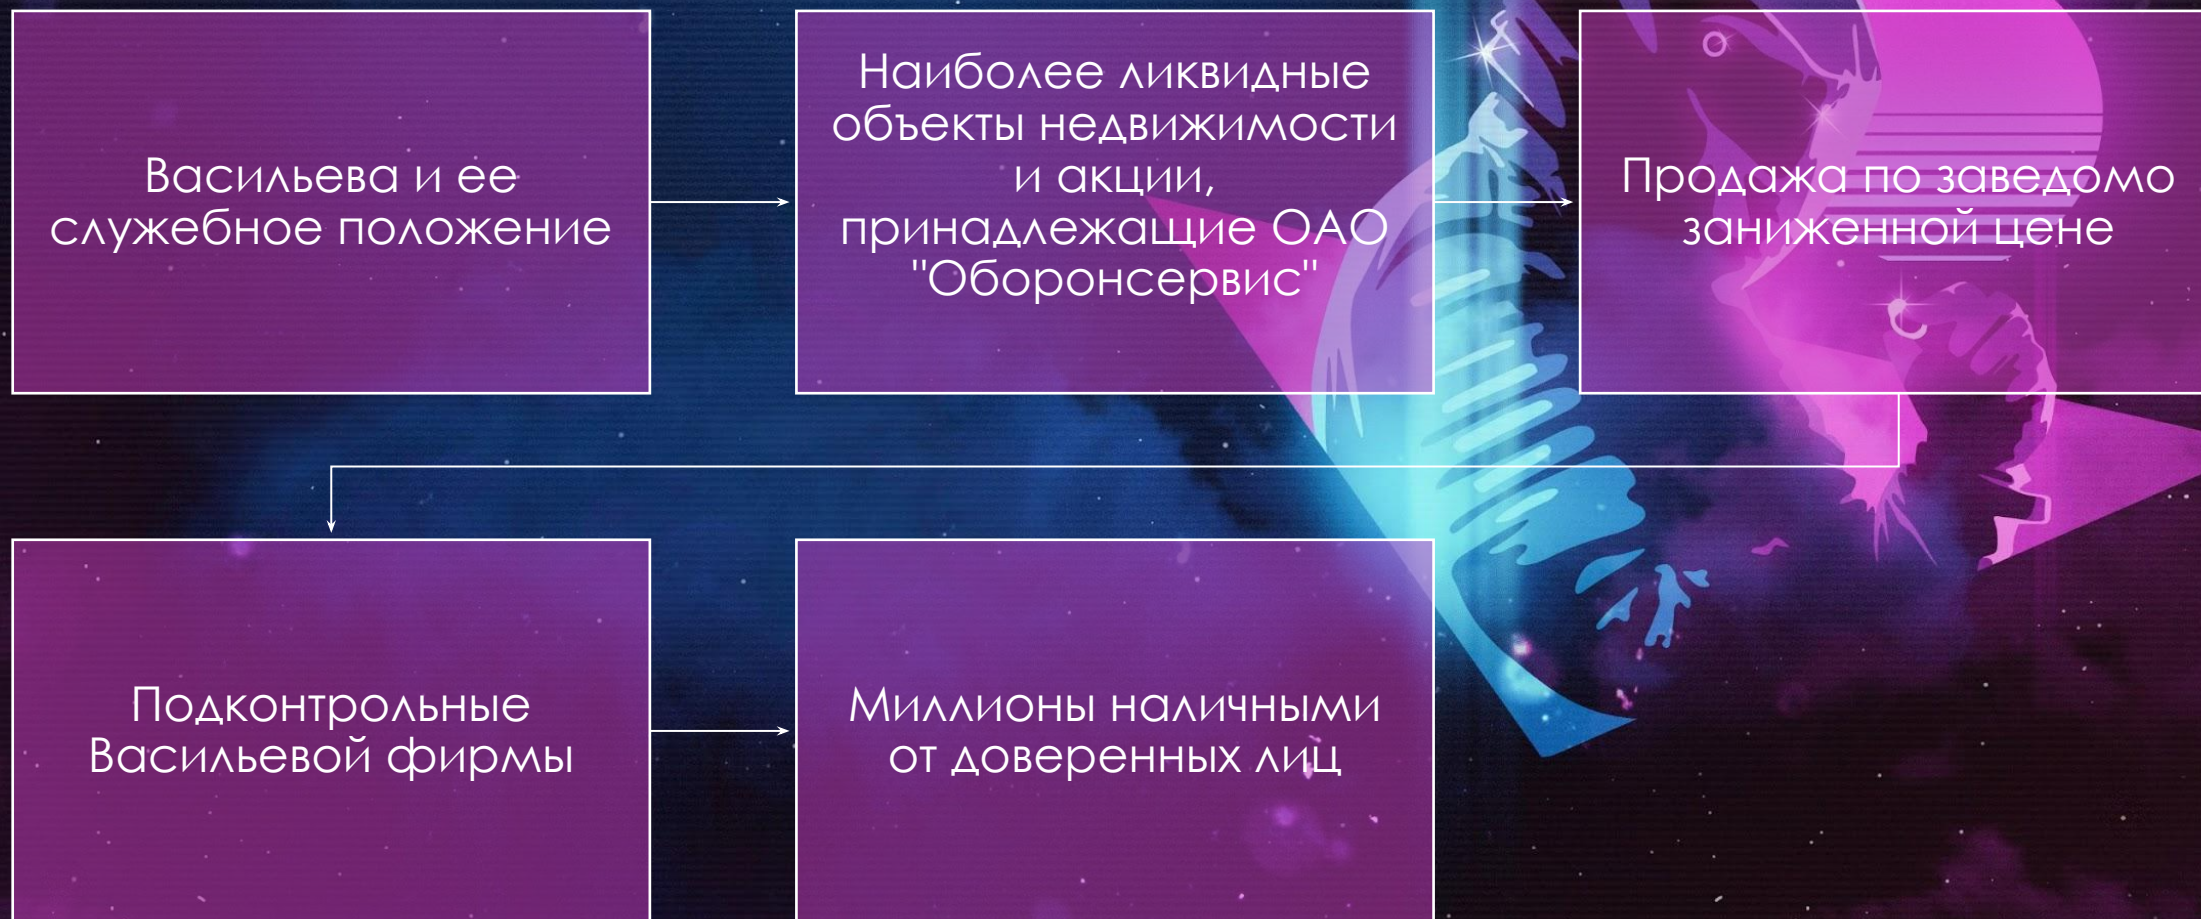 Васильева и ее
служебное положение
Наиболее ликвидные
объекты недвижимости
и акции,
принадлежащие ОАО
"Оборонсервис"
Продажа по заведомо
заниженной цене
Подконтрольные
Васильевой фирмы
Миллионы наличными
от доверенных лиц